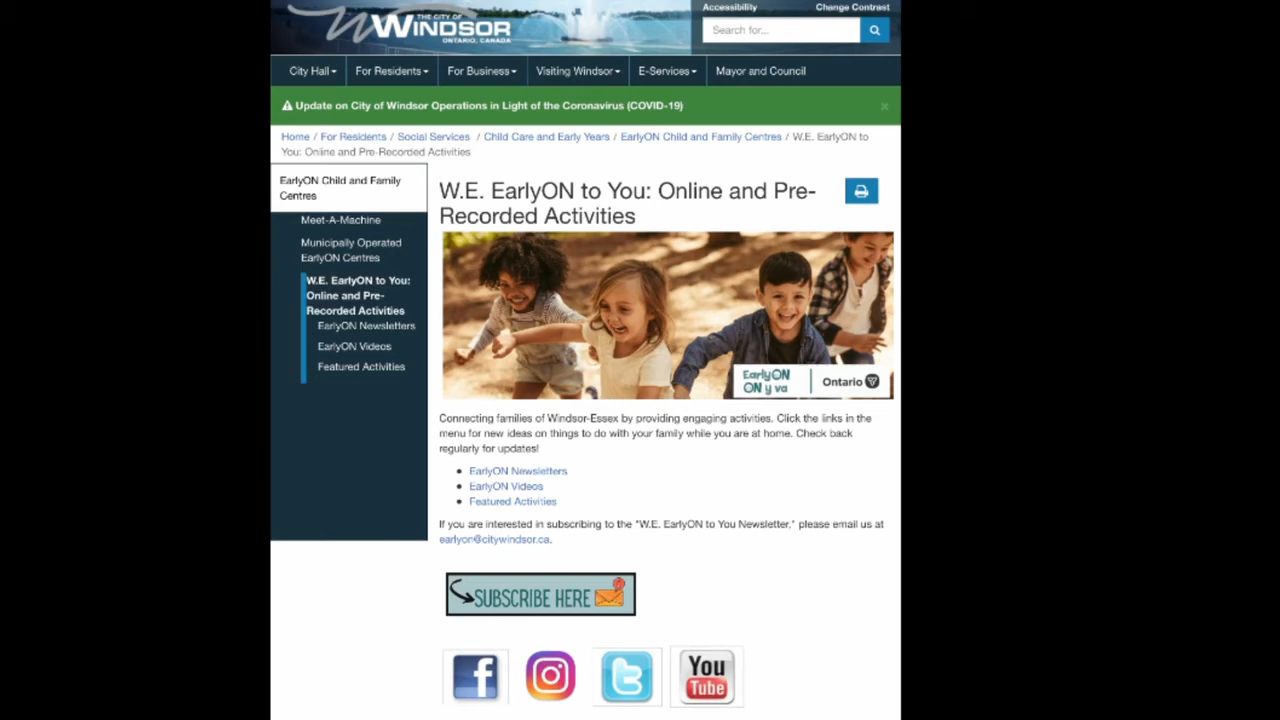 THE CITY OF
WINDSOR
ONTARIO, CANADA
Accessibility
Change Contrast
Search for...
City Hall
For Residents
For Business
Visiting Windsor
E-Services
Mayor and Council
Update on City of Windsor Operations in Light of the Coronavirus (COVID-19)
×
Home / For Residents / Social Services / Child Care and Early Years / EarlyON Child and Family Centres / W.E. EarlyON to
You: Online and Pre-Recorded Activities
EarlyON Child and Family
Centres
Meet-A-Machine
Municipally Operated
EarlyON Centres
W.E. EarlyON to You:
Online and Pre-
Recorded Activities
EarlyON Newsletters
EarlyON Videos
Featured Activities
W.E. EarlyON to You: Online and Pre-
Recorded Activities
EarlyON
ON y va
Ontario
Connecting families of Windsor-Essex by providing engaging activities. Click the links in the
menu for new ideas on things to do with your family while you are at home. Check back
regularly for updates!
• EarlyON Newsletters
• EarlyON Videos
• Featured Activities
If you are interested in subscribing to the "W.E. EarlyON to You Newsletter," please email us at
earlyon@citywindsor.ca.
SUBSCRIBE HERE
You
Tube